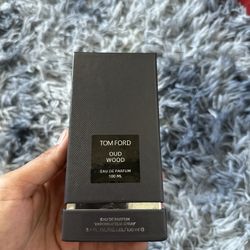 TOM FORD
OUD
WOOD
EAU DE PARFUM
100 ML
EAU DE PARFUM